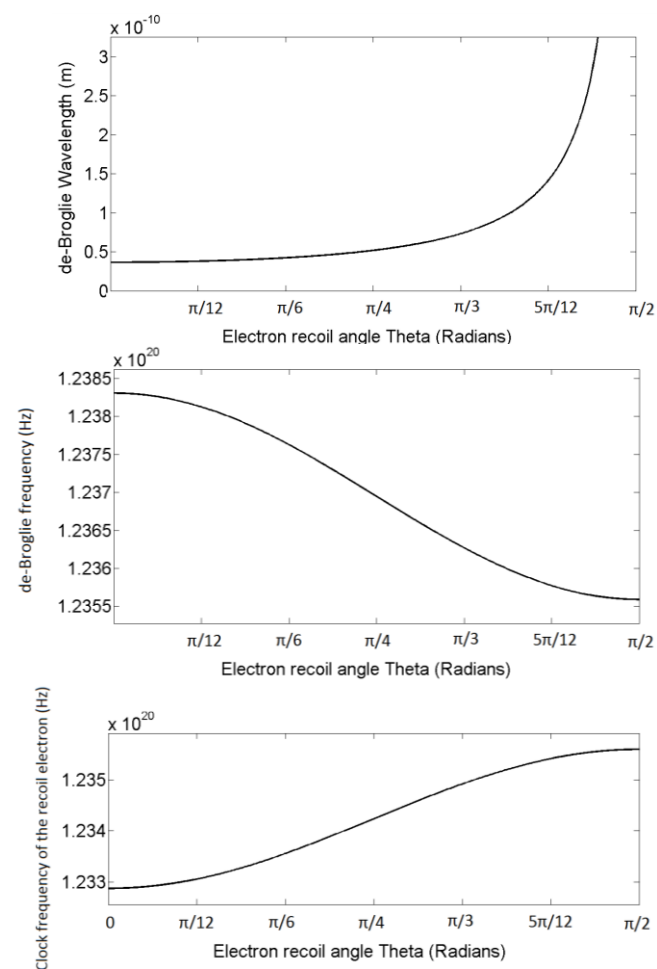 x 10⁻¹⁰
de-Broglie Wavelength (m)
3
2.5
2
1.5
1
0.5
0
π/12 π/6 π/4 π/3 5π/12 π/2
Electron recoil angle Theta (Radians)
x 10²⁰
de-Broglie frequency (Hz)
1.2385
1.238
1.2375
1.237
1.2365
1.236
1.2355
π/12 π/6 π/4 π/3 5π/12 π/2
Electron recoil angle Theta (Radians)
x 10²⁰
Clock frequency of the recoil electron (Hz)
1.235
1.234
1.233
0 π/12 π/6 π/4 π/3 5π/12 π/2
Electron recoil angle Theta (Radians)